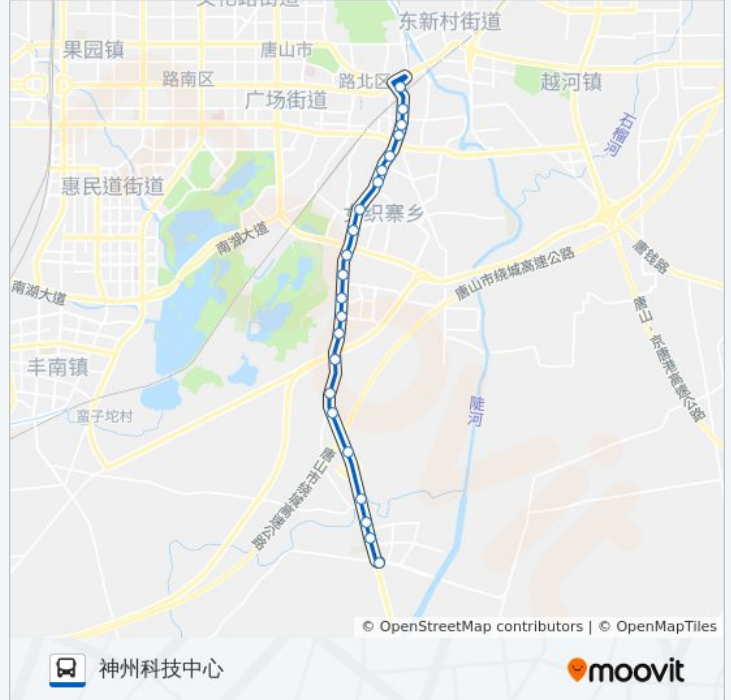 文化路街道
东新村街道
果园镇
唐山市
路南区
路北区
越河镇
广场街道
石榴河
惠民道街道
织寨乡
南湖大道
唐钱路
唐山市绕城高速公路
南湖大道
唐山-京唐港高速公路
丰南镇
陡河
蛮子坨村
唐山市绕城高速公路
© OpenStreetMap contributors | © OpenMapTiles
神州科技中心
moovit